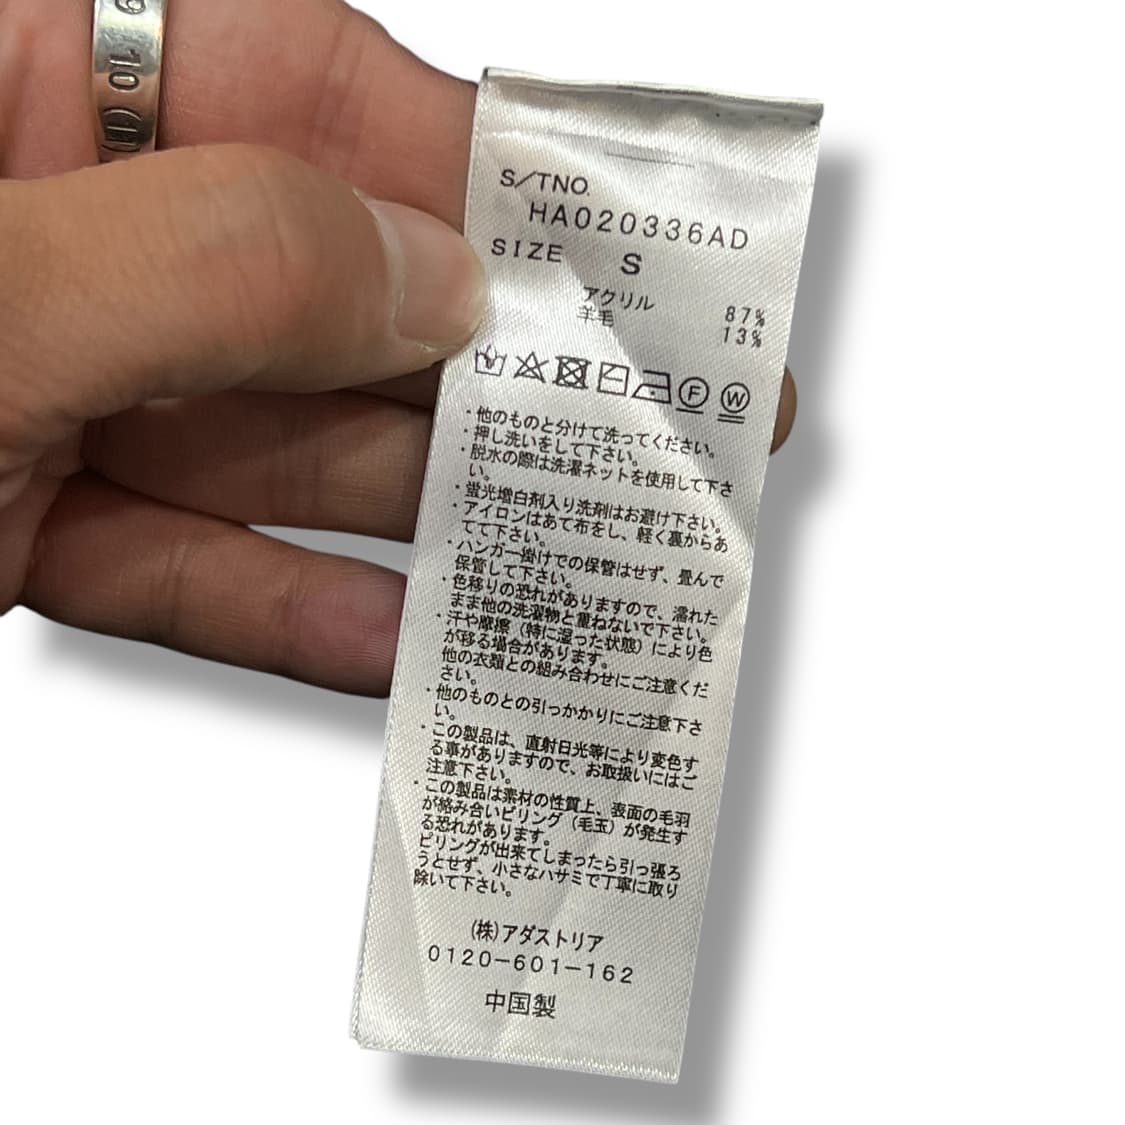 9 10 11
S/TNO.
HA020336AD
SIZE S
アクリル 87%
羊毛 13%
F W
・他のものと分けて洗ってください。
・押し洗いをして下さい。
・脱水の際は洗濯ネットを使用して下さ
い。
・蛍光増白剤入り洗剤はお避け下さい。
・アイロンはあて布をし、軽く裏からあ
てて下さい。
・ハンガー掛けでの保管はせず、畳んで
保管して下さい。
・色移りの恐れがありますので、濡れた
まま他の洗濯物と重ねないで下さい。
・汗や摩擦（特に湿った状態）により色
が移る場合があります。
他の衣類との組み合わせにご注意くだ
さい。
・他のものとの引っかかりにご注意下さ
い。
・この製品は、直射日光等により変色す
る事がありますので、お取扱いにはご
注意下さい。
・この製品は素材の性質上、表面の毛羽
が絡み合いピリング（毛玉）が発生す
る恐れがあります。
ピリングが出来てしまったら引っ張ろ
うとせず、小さなハサミで丁寧に取り
除いて下さい。
(株)アダストリア
0120-601-162
中国製